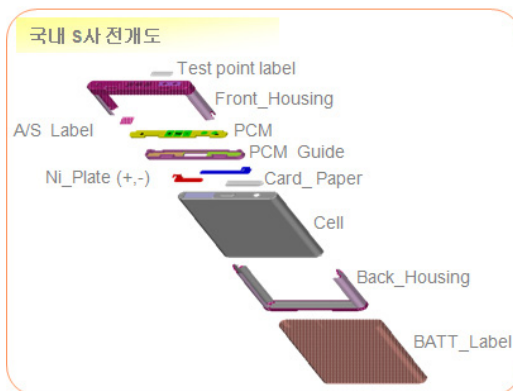 국내 S사 전개도
Test point label
Front_Housing
A/S Label
PCM
PCM Guide
Ni_Plate (+,-)
Card_ Paper
Cell
Back_Housing
BATT_Label